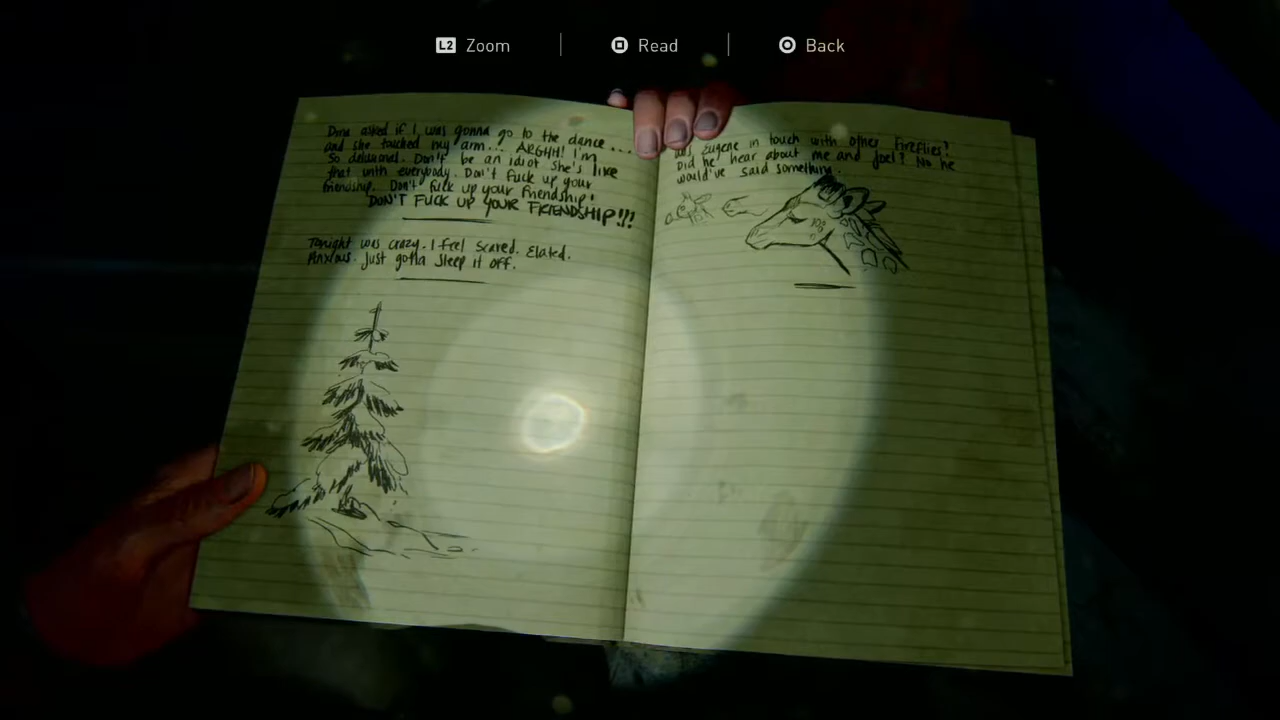 L2 Zoom
Read
Back
Dina asked if I was gonna go to the dance...
and she touched my arm... ARGHH! I'm
so delusional. Don't be an idiot she's like
that with everybody. Don't fuck up your
friendship. Don't fuck up your friendship!
DON'T FUCK UP YOUR FRIENDSHIP!!!
Tonight was crazy. I feel scared. Elated.
Anxious. Just gotta sleep it off.
Was Eugene in touch with other Fireflies?
Did he hear about me and Joel? No he
would've said something.